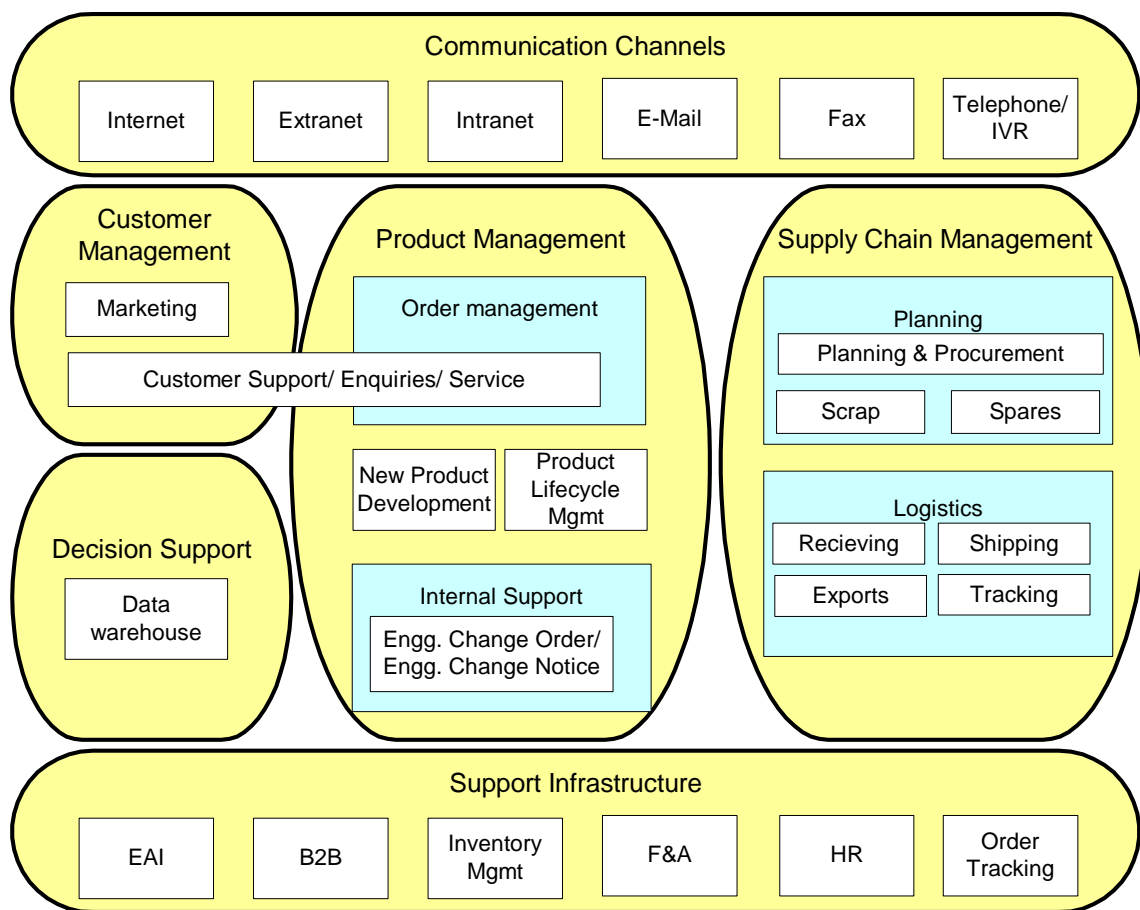 Communication Channels
Internet
Extranet
Intranet
E-Mail
Fax
Telephone/
IVR
Customer
Management
Marketing
Customer Support/ Enquiries/ Service
Product Management
Order management
New Product
Development
Product
Lifecycle
Mgmt
Internal Support
Engg. Change Order/
Engg. Change Notice
Supply Chain Management
Planning
Planning & Procurement
Scrap
Spares
Logistics
Recieving
Shipping
Exports
Tracking
Decision Support
Data
warehouse
Support Infrastructure
EAI
B2B
Inventory
Mgmt
F&A
HR
Order
Tracking